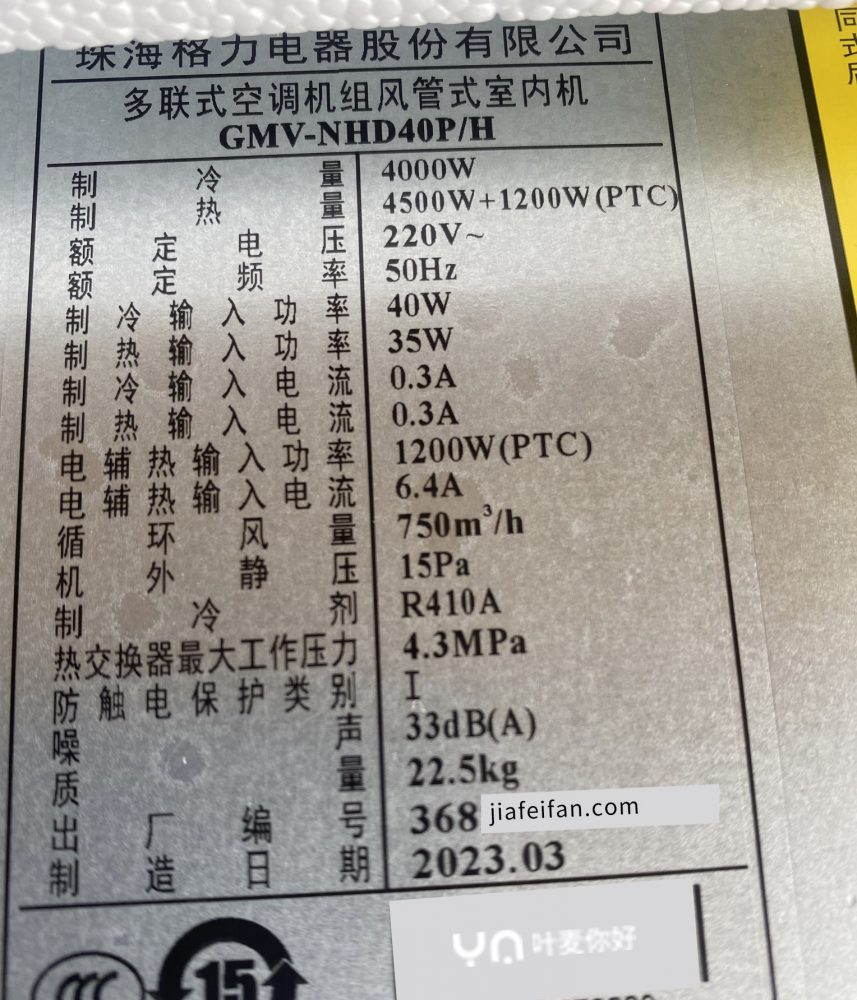 珠海格力电器股份有限公司
多联式空调机组风管式室内机
GMV-NHD40P/H
制冷量 4000W
制热量 4500W+1200W(PTC)
额定电压 220V~
额定频率 50Hz
制冷输入功率 40W
制热输入功率 35W
制冷输入电流 0.3A
制热输入电流 0.3A
电辅热输入功率 1200W(PTC)
电辅热输入电流 6.4A
循环风量 750m³/h
机外静压 15Pa
制冷剂 R410A
热交换器最大工作压力 4.3MPa
防触电保护类别 I
噪声 33dB(A)
质量 22.5kg
出厂编号 368 jiafeifan.com
制造日期 2023.03
CCC
15
叶麦你好
同
式